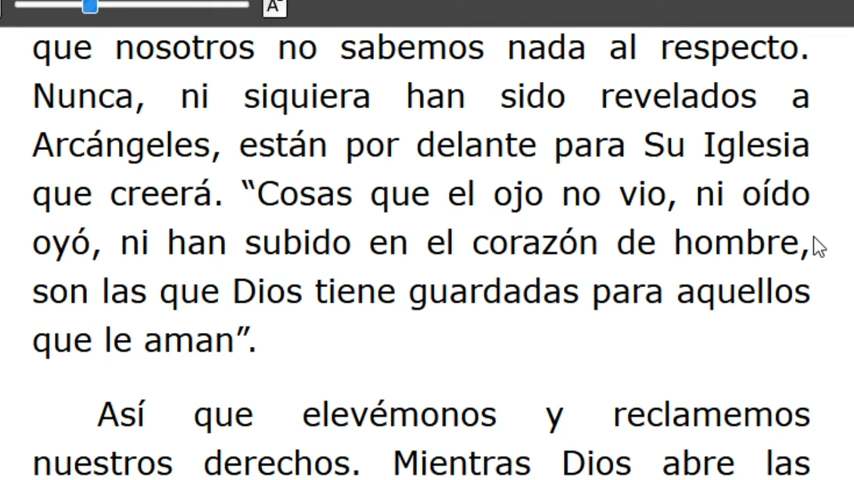 A
que nosotros no sabemos nada al respecto.
Nunca, ni siquiera han sido revelados a
Arcángeles, están por delante para Su Iglesia
que creerá. “Cosas que el ojo no vio, ni oído
oyó, ni han subido en el corazón de hombre,
son las que Dios tiene guardadas para aquellos
que le aman”.
Así que elevémonos y reclamemos
nuestros derechos. Mientras Dios abre las